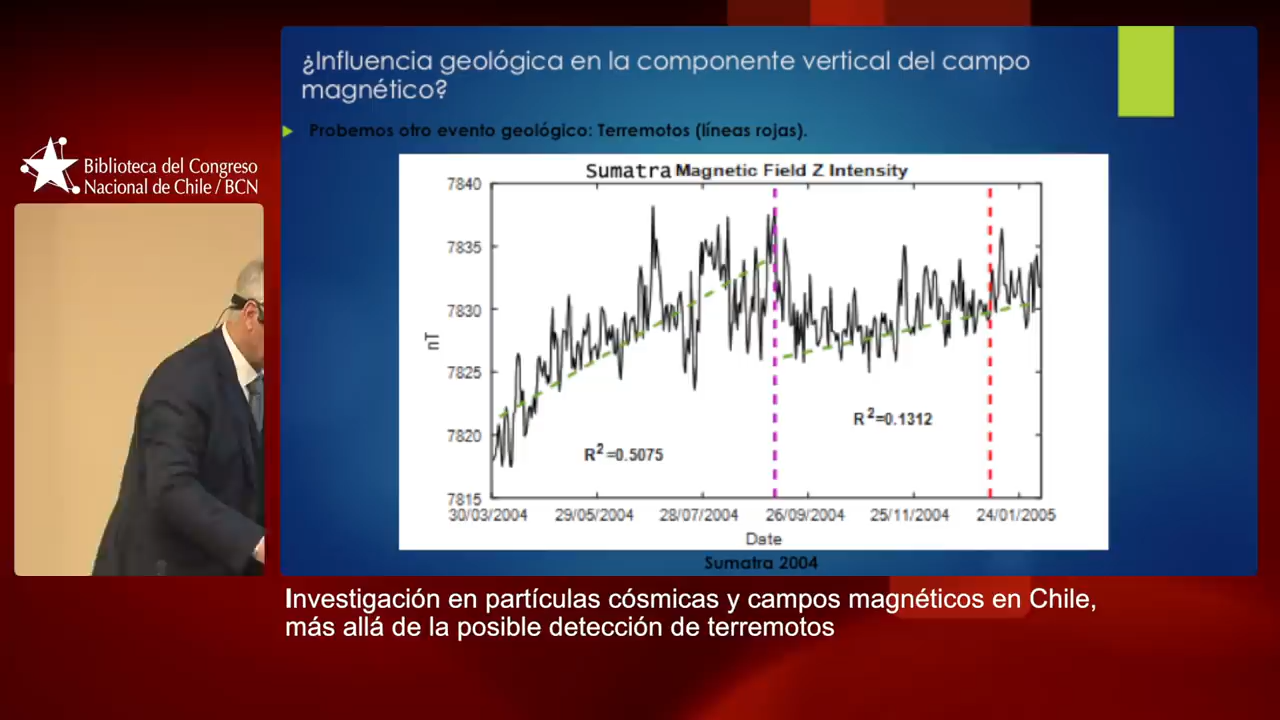 ¿Influencia geológica en la componente vertical del campo
magnético?
Probemos otro evento geológico: Terremotos (líneas rojas).
Biblioteca del Congreso
Nacional de Chile / BCN
Sumatra Magnetic Field Z Intensity
7840
7835
7830
7825
7820
7815
nT
R²=0.5075
R²=0.1312
30/03/2004 29/05/2004 28/07/2004 26/09/2004 25/11/2004 24/01/2005
Date
Sumatra 2004
Investigación en partículas cósmicas y campos magnéticos en Chile,
más allá de la posible detección de terremotos